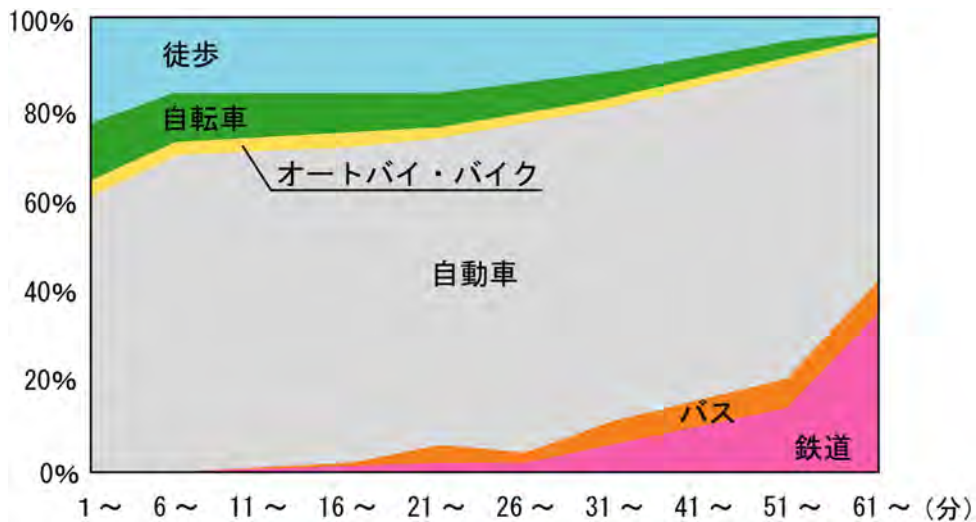 100%
徒歩
80%
自転車
オートバイ・バイク
60%
自動車
40%
20%
バス
鉄道
0%
1～ 6～ 11～ 16～ 21～ 26～ 31～ 41～ 51～ 61～ (分)